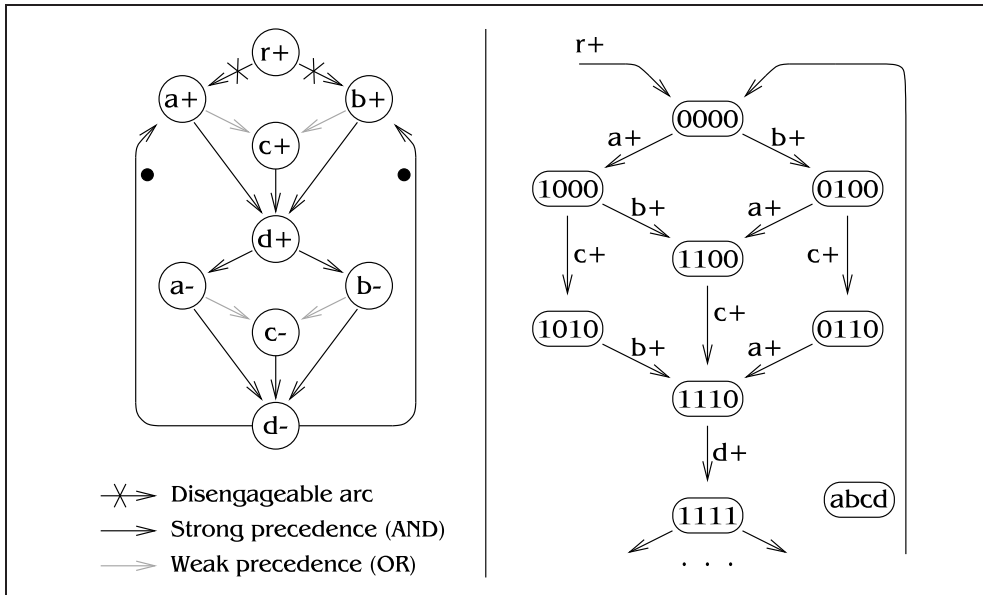 r+
a+
b+
c+
d+
a-
b-
c-
d-
Disengageable arc
Strong precedence (AND)
Weak precedence (OR)
r+
0000
a+
b+
1000
0100
b+
a+
c+
1100
c+
c+
1010
0110
b+
a+
1110
d+
abcd
1111
. . .